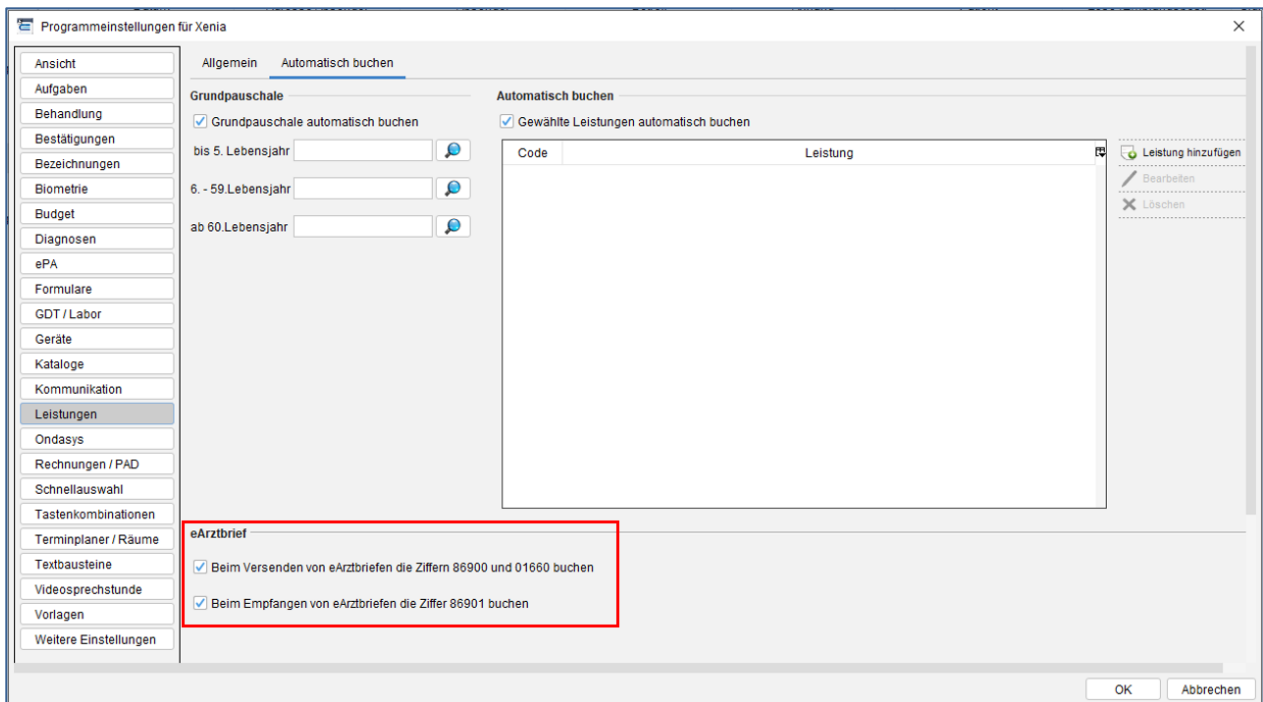 Programmeinstellungen für Xenia
Ansicht
Aufgaben
Behandlung
Bestätigungen
Bezeichnungen
Biometrie
Budget
Diagnosen
ePA
Formulare
GDT / Labor
Geräte
Kataloge
Kommunikation
Leistungen
Ondasys
Rechnungen / PAD
Schnellauswahl
Tastenkombinationen
Terminplaner / Räume
Textbausteine
Videosprechstunde
Vorlagen
Weitere Einstellungen
Allgemein Automatisch buchen
Grundpauschale
Grundpauschale automatisch buchen
bis 5. Lebensjahr
6. - 59.Lebensjahr
ab 60.Lebensjahr
Automatisch buchen
Gewählte Leistungen automatisch buchen
Code Leistung
Leistung hinzufügen
Bearbeiten
Löschen
eArztbrief
Beim Versenden von eArztbriefen die Ziffern 86900 und 01660 buchen
Beim Empfangen von eArztbriefen die Ziffer 86901 buchen
OK Abbrechen